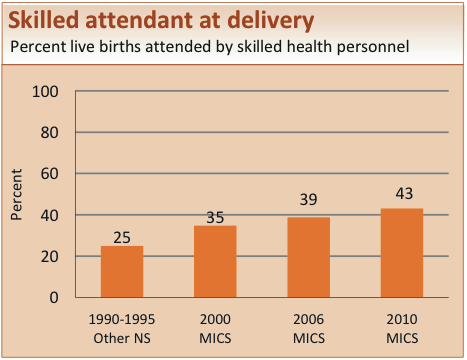 Skilled attendant at delivery
Percent live births attended by skilled health personnel
Percent
100
80
60
40
20
0
25
35
39
43
1990-1995 2000 2006 2010
Other NS MICS MICS MICS